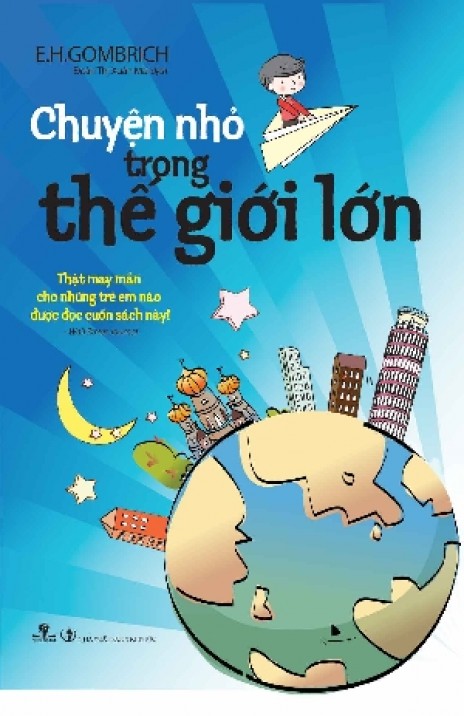 E.H.GOMBRICH
Chuyện nhỏ
trong
thế giới lớn
Thật may mắn
cho những trẻ em nào
được đọc cuốn sách này!